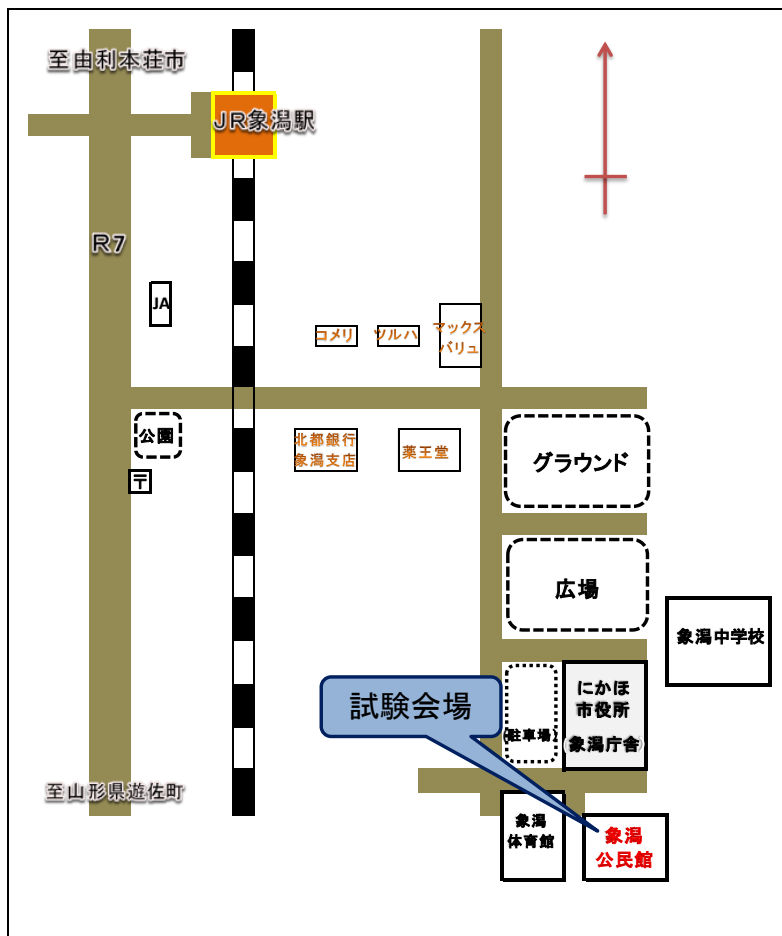 至由利本荘市
JR象潟駅
R7
JA
コメリ
ツルハ
マックス
バリュ
公園
北都銀行
象潟支店
薬王堂
グラウンド
〒
広場
象潟中学校
にかほ
市役所
象潟庁舎
試験会場
駐車場
至山形県遊佐町
象潟
体育館
象潟
公民館